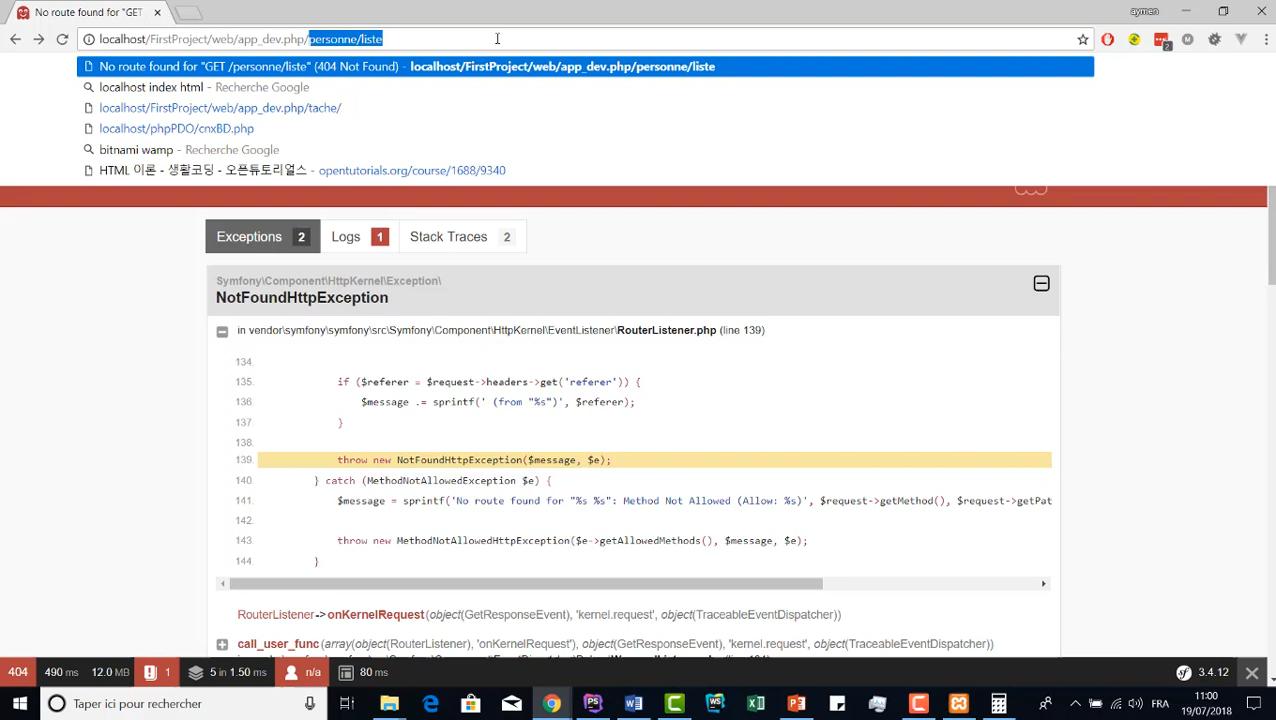 No route found for "GET
aymen
localhost/FirstProject/web/app_dev.php/personne/liste
No route found for "GET /personne/liste" (404 Not Found) - localhost/FirstProject/web/app_dev.php/personne/liste
localhost index html - Recherche Google
localhost/FirstProject/web/app_dev.php/tache/
localhost/phpPDO/cnxBD.php
bitnami wamp - Recherche Google
HTML 이론 - 생활코딩 - 오픈튜토리얼스 - opentutorials.org/course/1688/9340
Exceptions 2 Logs 1 Stack Traces 2
Symfony\Component\HttpKernel\Exception\
NotFoundHttpException
in vendor\symfony\symfony\src\Symfony\Component\HttpKernel\EventListener\RouterListener.php (line 139)
134.
135. if ($referer = $request->headers->get('referer')) {
136. $message .= sprintf(' (from "%s")', $referer);
137. }
138.
139. throw new NotFoundHttpException($message, $e);
140. } catch (MethodNotAllowedException $e) {
141. $message = sprintf('No route found for "%s %s": Method Not Allowed (Allow: %s)', $request->getMethod(), $request->getPat
142.
143. throw new MethodNotAllowedHttpException($e->getAllowedMethods(), $message, $e);
144. }
RouterListener->onKernelRequest(object(GetResponseEvent), 'kernel.request', object(TraceableEventDispatcher))
call_user_func(array(object(RouterListener), 'onKernelRequest'), object(GetResponseEvent), 'kernel.request', object(TraceableEventDispatcher))
404 490 ms 12.0 MB 1 5 in 1.50 ms n/a 80 ms 3.4.12
Taper ici pour rechercher
FRA
11:00
19/07/2018